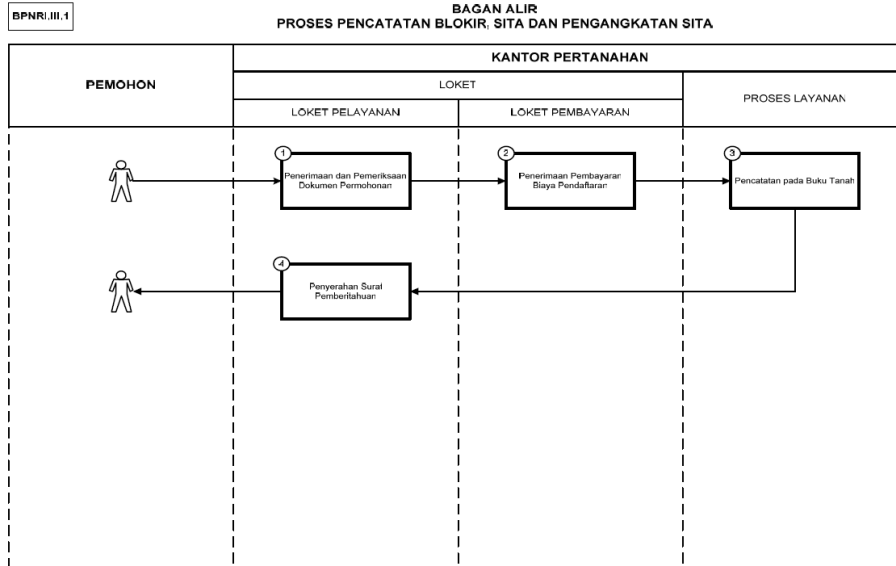 BPNRI.III.1
BAGAN ALIR
PROSES PENCATATAN BLOKIR, SITA DAN PENGANGKATAN SITA
PEMOHON
KANTOR PERTANAHAN
LOKET
PROSES LAYANAN
LOKET PELAYANAN
LOKET PEMBAYARAN
1
Penerimaan dan Pemeriksaan
Dokumen Permohonan
2
Penerimaan Pembayaran
Biaya Pendaftaran
3
Pencatatan pada Buku Tanah
4
Penyerahan Surat
Pemberitahuan